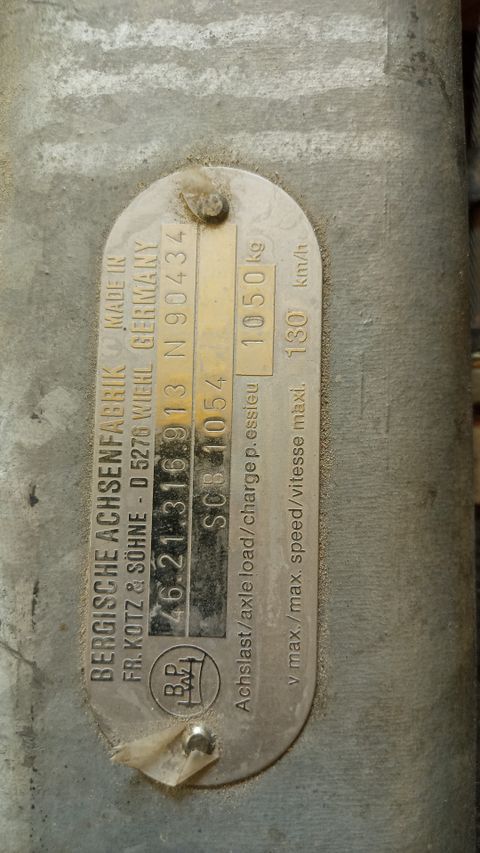 BERGISCHE ACHSENFABRIK MADE IN
FR. KOTZ & SÖHNE - D 5276 WIEHL GERMANY
46.21.316.913 N 90434
SCB 1054
BPW
Achslast/axle load/charge p. essieu 1050 kg
v max./max. speed/vitesse maxi. 130 km/h